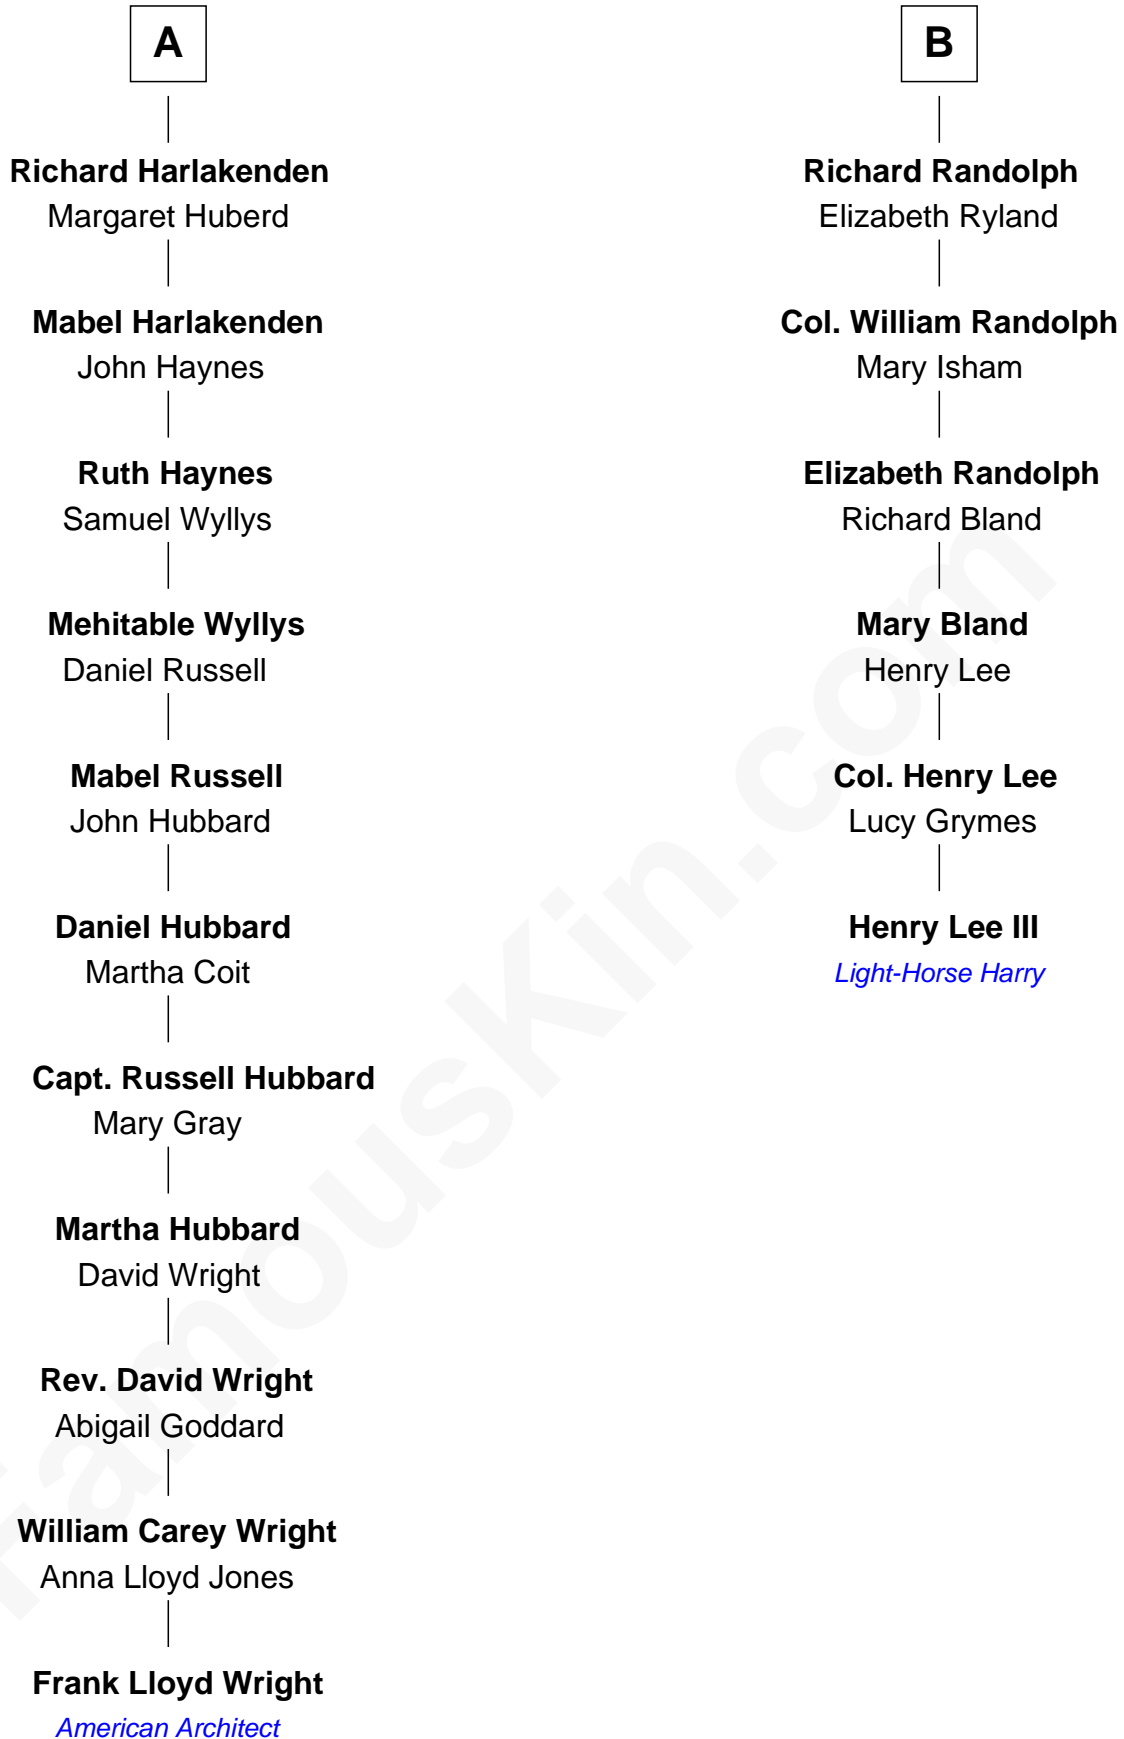 A
Richard Harlakenden
Margaret Huberd
Mabel Harlakenden
John Haynes
Ruth Haynes
Samuel Wyllys
Mehitable Wyllys
Daniel Russell
Mabel Russell
John Hubbard
Daniel Hubbard
Martha Coit
Capt. Russell Hubbard
Mary Gray
Martha Hubbard
David Wright
Rev. David Wright
Abigail Goddard
William Carey Wright
Anna Lloyd Jones
Frank Lloyd Wright
American Architect
B
Richard Randolph
Elizabeth Ryland
Col. William Randolph
Mary Isham
Elizabeth Randolph
Richard Bland
Mary Bland
Henry Lee
Col. Henry Lee
Lucy Grymes
Henry Lee III
Light-Horse Harry
FamousKin.com